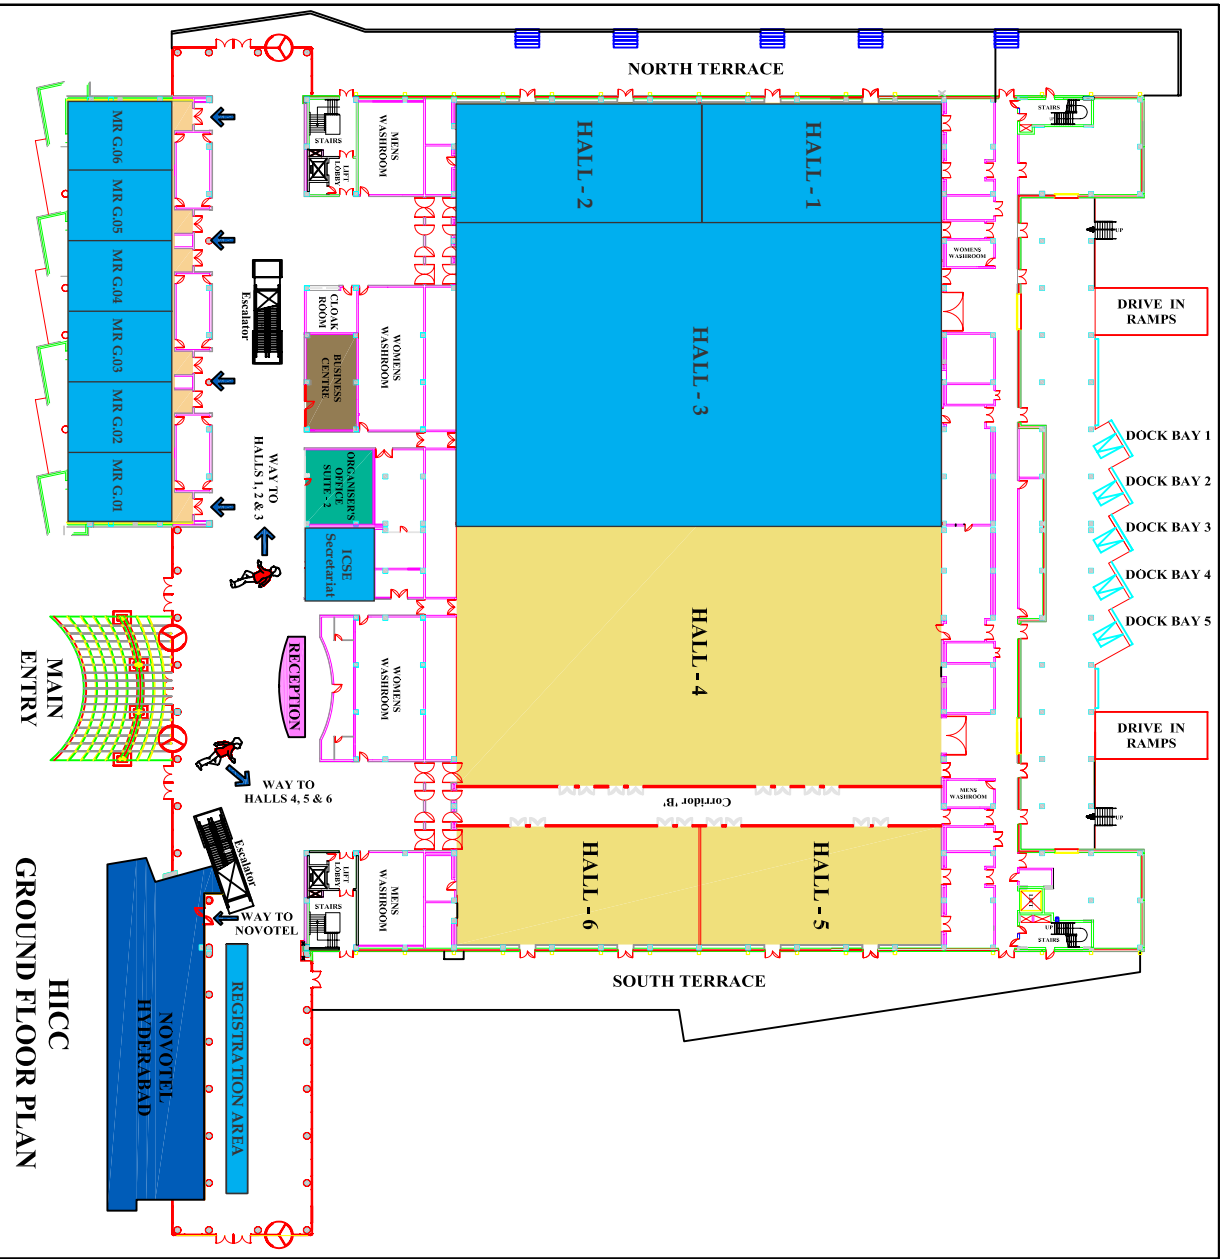 NORTH TERRACE
STAIRS
MENS
WASHROOM
LIFT
LOBBY
HALL - 2
HALL - 1
STAIRS
UP
WOMENS
WASHROOM
DRIVE IN
RAMPS
MR G.06
MR G.05
MR G.04
MR G.03
MR G.02
MR G.01
Escalator
CLOAK
ROOM
WOMENS
WASHROOM
BUSINESS
CENTRE
HALL - 3
DOCK BAY 1
DOCK BAY 2
DOCK BAY 3
DOCK BAY 4
DOCK BAY 5
WAY TO
HALLS 1, 2 & 3
ORGANISER'S
OFFICE
SUITE - 2
ICSE
Secretariat
MAIN
ENTRY
RECEPTION
WOMENS
WASHROOM
HALL - 4
DRIVE IN
RAMPS
WAY TO
HALLS 4, 5 & 6
MENS
WASHROOM
Corridor 'B'
UP
Escalator
LIFT
LOBBY
STAIRS
MENS
WASHROOM
HALL - 6
HALL - 5
UP
STAIRS
WAY TO
NOVOTEL
SOUTH TERRACE
REGISTRATION AREA
NOVOTEL
HYDERABAD
HICC
GROUND FLOOR PLAN